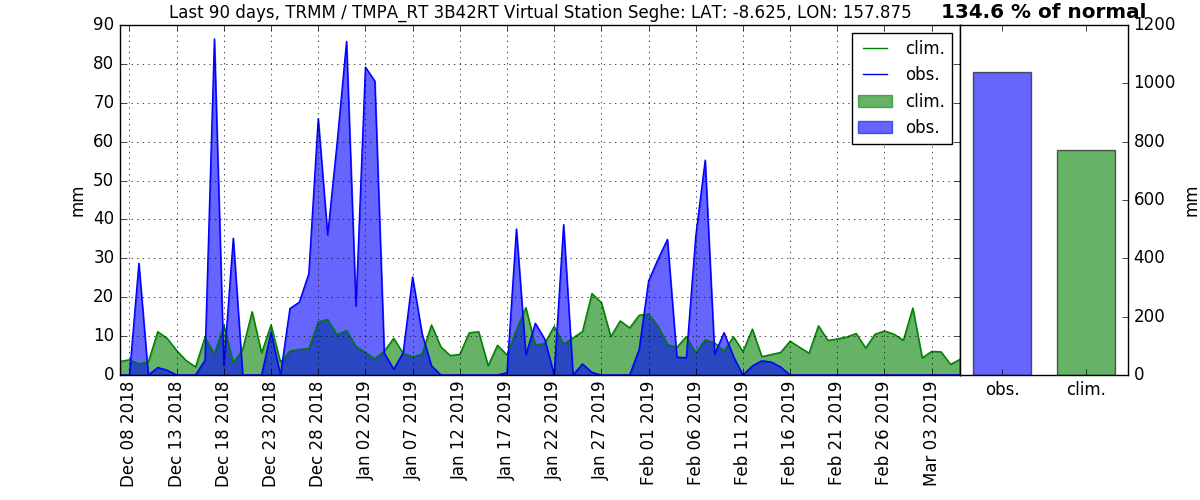 Last 90 days, TRMM / TMPA_RT 3B42RT Virtual Station Seghe: LAT: -8.625, LON: 157.875
134.6 % of normal
90
80
70
60
50
40
30
20
10
0
mm
clim.
obs.
clim.
obs.
1200
1000
800
600
400
200
0
mm
Dec 08 2018
Dec 13 2018
Dec 18 2018
Dec 23 2018
Dec 28 2018
Jan 02 2019
Jan 07 2019
Jan 12 2019
Jan 17 2019
Jan 22 2019
Jan 27 2019
Feb 01 2019
Feb 06 2019
Feb 11 2019
Feb 16 2019
Feb 21 2019
Feb 26 2019
Mar 03 2019
obs.
clim.